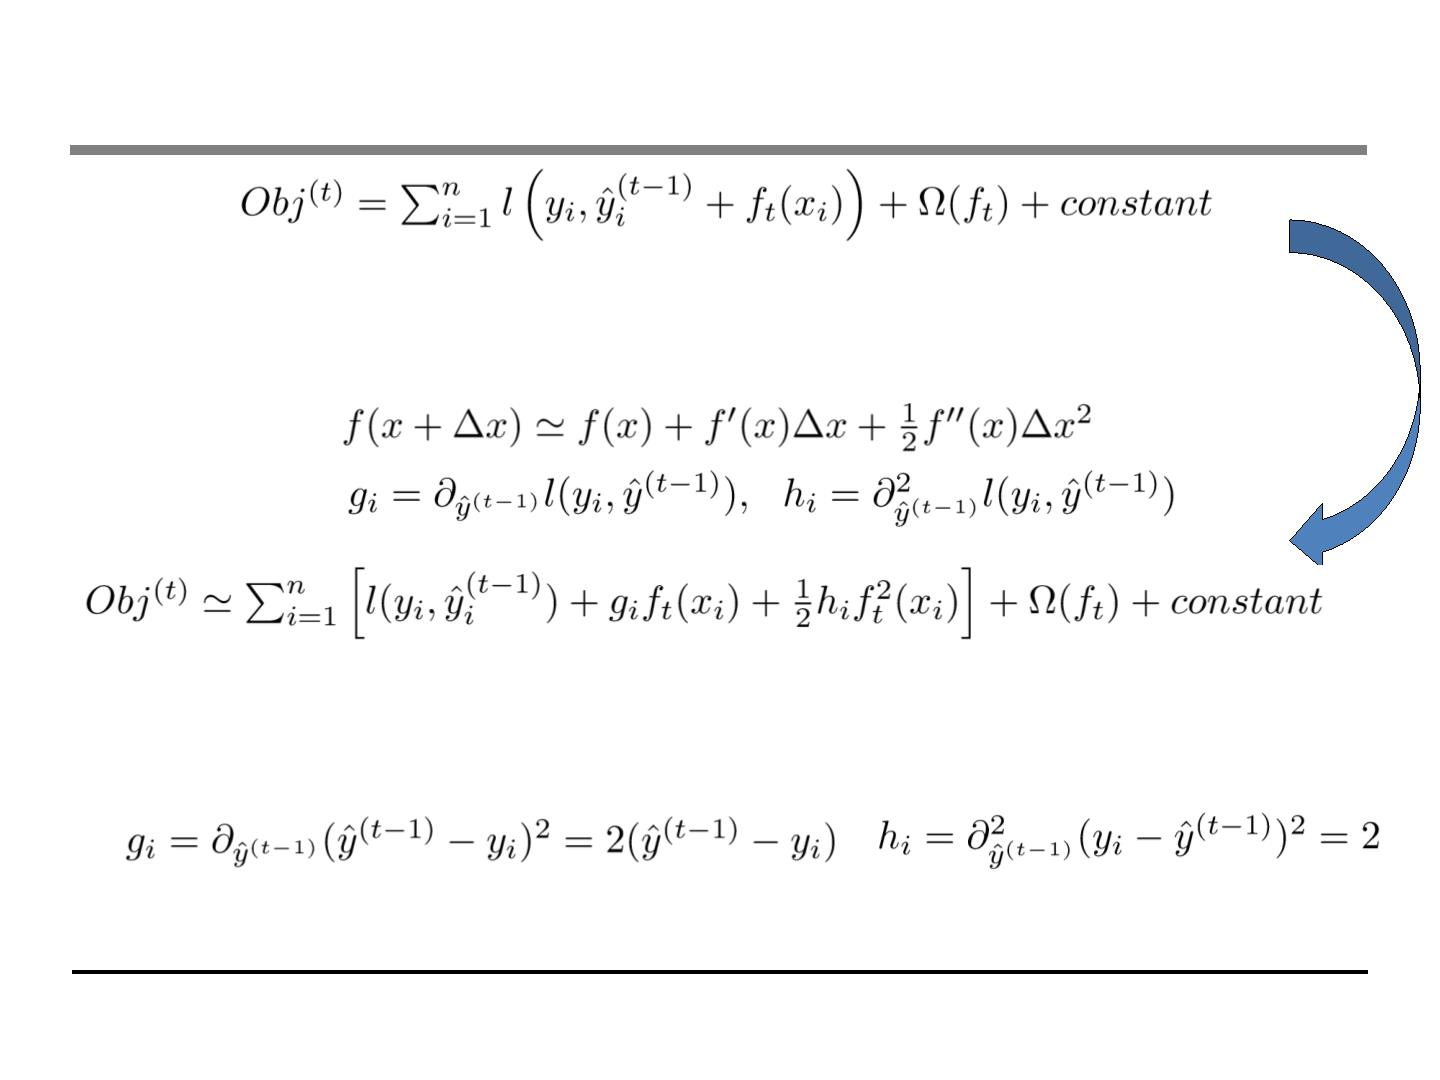 $Obj^{(t)} = \sum_{i=1}^{n} l\left(y_i, \hat{y}_i^{(t-1)} + f_t(x_i)\right) + \Omega(f_t) + constant$
$f(x + \Delta x) \simeq f(x) + f'(x)\Delta x + \frac{1}{2} f''(x)\Delta x^2$
$g_i = \partial_{\hat{y}^{(t-1)}} l(y_i, \hat{y}^{(t-1)}), \quad h_i = \partial^2_{\hat{y}^{(t-1)}} l(y_i, \hat{y}^{(t-1)})$
$Obj^{(t)} \simeq \sum_{i=1}^{n} \left[ l(y_i, \hat{y}_i^{(t-1)}) + g_i f_t(x_i) + \frac{1}{2} h_i f_t^2(x_i) \right] + \Omega(f_t) + constant$
$g_i = \partial_{\hat{y}^{(t-1)}} (\hat{y}^{(t-1)} - y_i)^2 = 2(\hat{y}^{(t-1)} - y_i) \quad h_i = \partial^2_{\hat{y}^{(t-1)}} (y_i - \hat{y}^{(t-1)})^2 = 2$